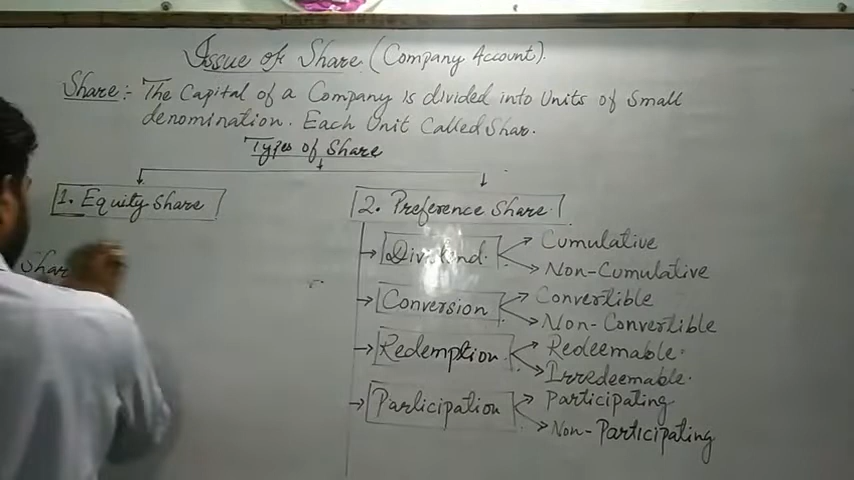 Issue of Share (Company Account).
Share:- The Capital of a Company is divided into Units of Small
denomination. Each Unit Called Shar.
Types of Share
1. Equity Share
2. Preference Share
Shar
Dividend.
Cumulative
Non-Cumulative
Conversion
Convertible
Non-Convertible
Redemption
Redeemable.
Irredeemable.
Participation
Participating
Non-Participating